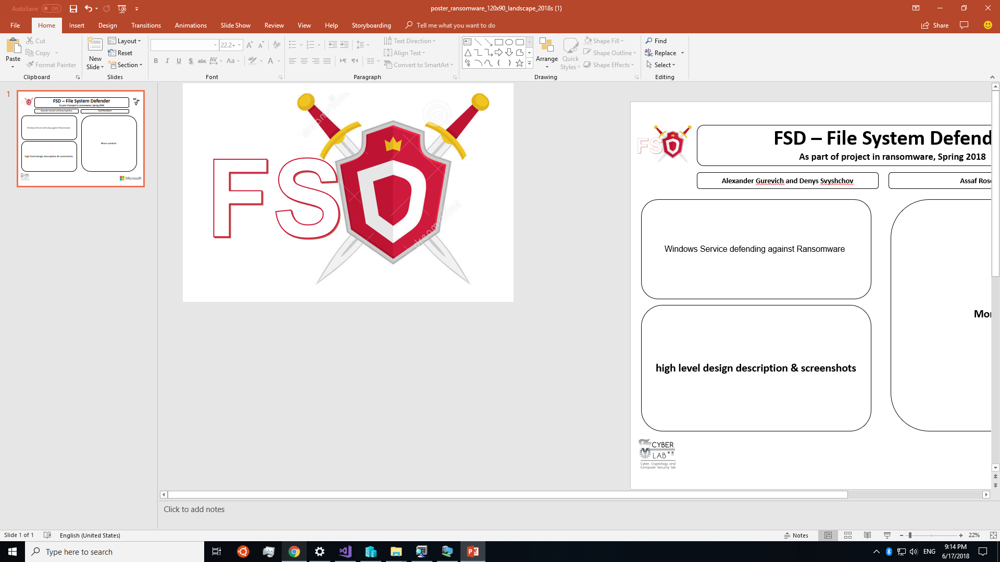 AutoSave Off
poster_ransomware_120x90_landscape_2018s (1)
File Home Insert Design Transitions Animations Slide Show Review View Help Storyboarding Tell me what you want to do Share
Paste
Cut
Copy
Format Painter
Clipboard
New Slide
Layout
Reset
Section
Slides
22.2+
B I U S abc AV Aa A
Font
Text Direction
Align Text
Convert to SmartArt
Paragraph
Arrange
Quick Styles
Shape Fill
Shape Outline
Shape Effects
Drawing
Find
Replace
Select
Editing
1
FSD – File System Defender
As part of project in ransomware, Spring 2018
Alexander Gurevich and Denys Svyshchov
Windows Service defending against Ransomware
More content
high level design description & screenshots
Microsoft
FSD
dreamstime
dreamstime
FSD
FSD – File System Defend
As part of project in ransomware, Spring 2018
Alexander Gurevich and Denys Svyshchov
Assaf Rose
Windows Service defending against Ransomware
Mor
high level design description & screenshots
CYBER
LAB
Cyber, Cryptology and
Computer Security lab
Click to add notes
Slide 1 of 1 English (United States) Notes 22%
Type here to search
ENG
9:14 PM
6/17/2018